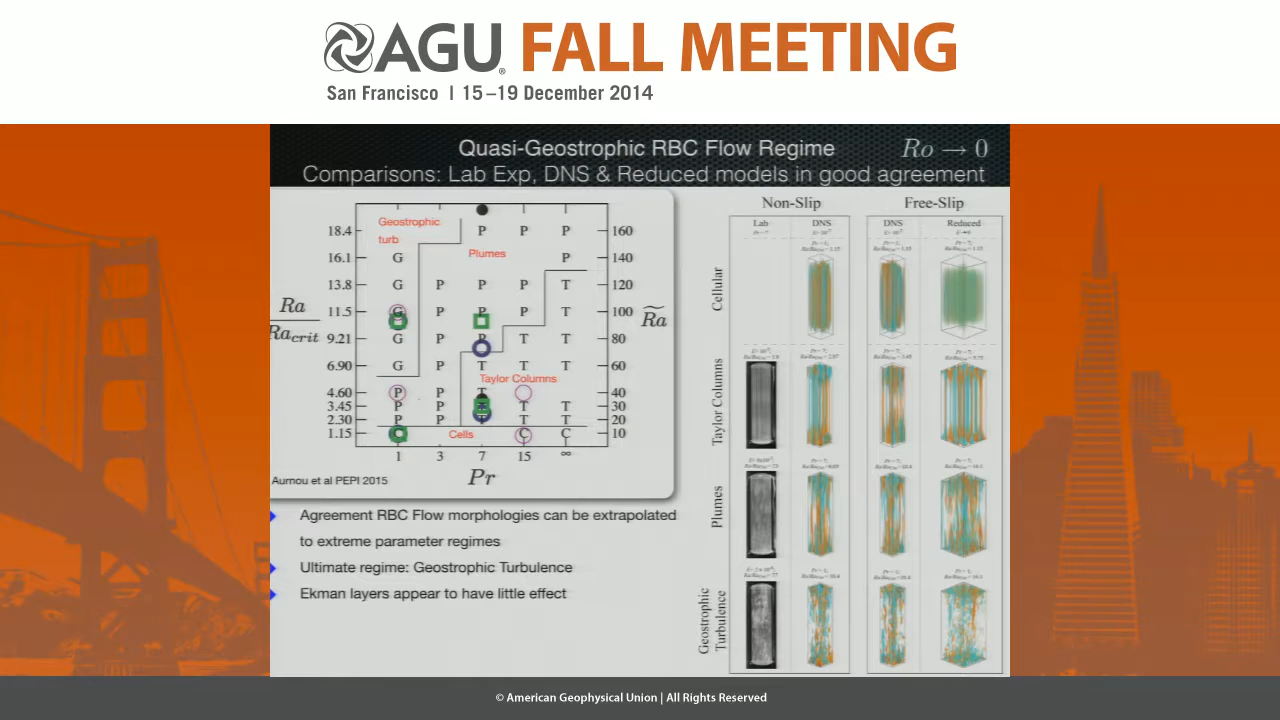 AGU FALL MEETING
San Francisco | 15–19 December 2014
Quasi-Geostrophic RBC Flow Regime
Ro → 0
Comparisons: Lab Exp, DNS & Reduced models in good agreement
Geostrophic
turb
Plumes
Taylor Columns
Cells
18.4 P P P 160
16.1 G P 140
13.8 G P P P T 120
11.5 G P P P T 100
9.21 G P P T T 80
6.90 G P T T T 60
4.60 P P T 40
3.45 P P T T 30
2.30 P P T T T 20
1.15 C C 10
Ra
Ra_crit
R̃a
1 3 7 15 ∞
Pr
Aurnou et al PEPI 2015
Agreement RBC Flow morphologies can be extrapolated
to extreme parameter regimes
Ultimate regime: Geostrophic Turbulence
Ekman layers appear to have little effect
Non-Slip Free-Slip
Lab DNS DNS Reduced
Cellular
Taylor Columns
Plumes
Geostrophic
Turbulence
© American Geophysical Union | All Rights Reserved